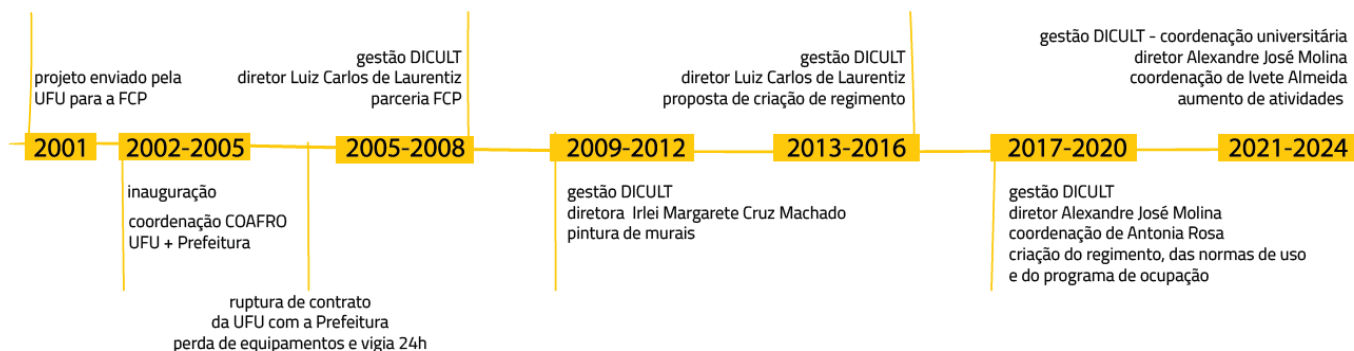 2001
projeto enviado pela
UFU para a FCP
2002-2005
inauguração
coordenação COAFRO
UFU + Prefeitura
ruptura de contrato
da UFU com a Prefeitura
perda de equipamentos e vigia 24h
gestão DICULT
diretor Luiz Carlos de Laurentiz
parceria FCP
2005-2008
2009-2012
gestão DICULT
diretora Irlei Margarete Cruz Machado
pintura de murais
gestão DICULT
diretor Luiz Carlos de Laurentiz
proposta de criação de regimento
2013-2016
2017-2020
gestão DICULT
diretor Alexandre José Molina
coordenação de Antonia Rosa
criação do regimento, das normas de uso
e do programa de ocupação
gestão DICULT - coordenação universitária
diretor Alexandre José Molina
coordenação de Ivete Almeida
aumento de atividades
2021-2024